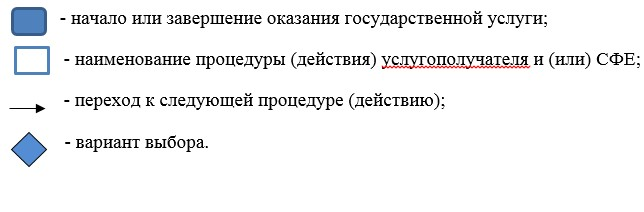 - начало или завершение оказания государственной услуги;
- наименование процедуры (действия) услугополучателя и (или) СФЕ;
- переход к следующей процедуре (действию);
- вариант выбора.